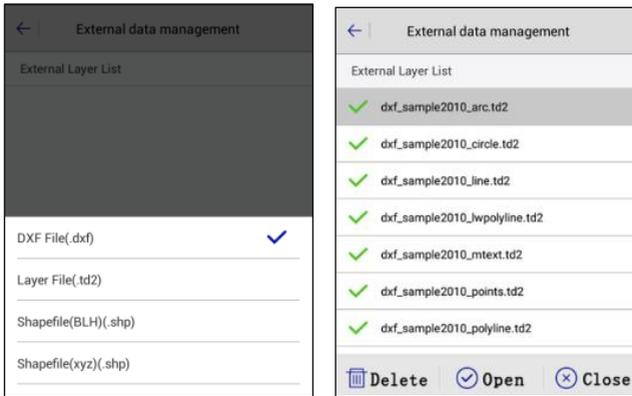 External data management
External Layer List
DXF File(.dxf)
Layer File(.td2)
Shapefile(BLH)(.shp)
Shapefile(xyz)(.shp)
External data management
External Layer List
dxf_sample2010_arc.td2
dxf_sample2010_circle.td2
dxf_sample2010_line.td2
dxf_sample2010_lwpolyline.td2
dxf_sample2010_mtext.td2
dxf_sample2010_points.td2
dxf_sample2010_polyline.td2
Delete Open Close